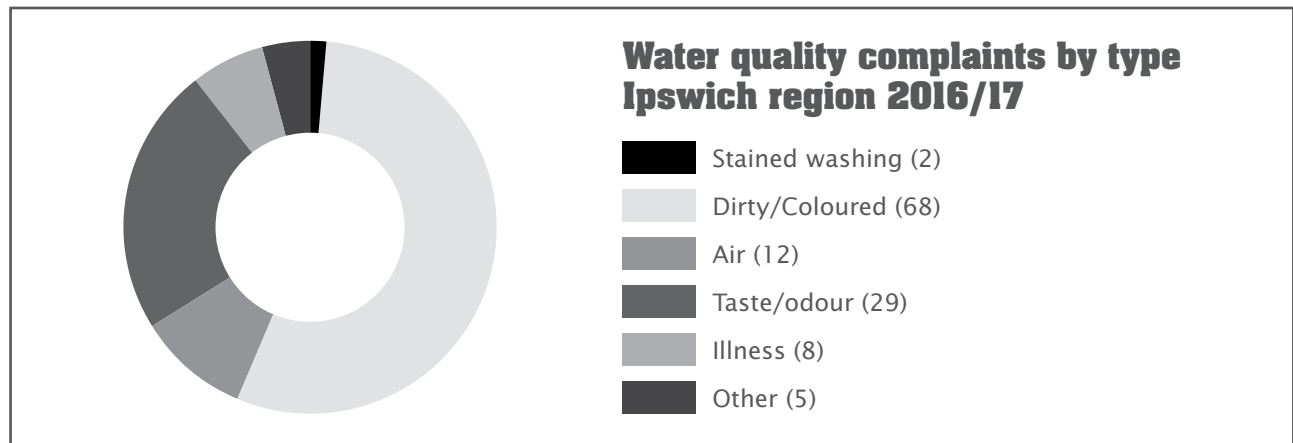 Water quality complaints by type
Ipswich region 2016/17
Stained washing (2)
Dirty/Coloured (68)
Air (12)
Taste/odour (29)
Illness (8)
Other (5)